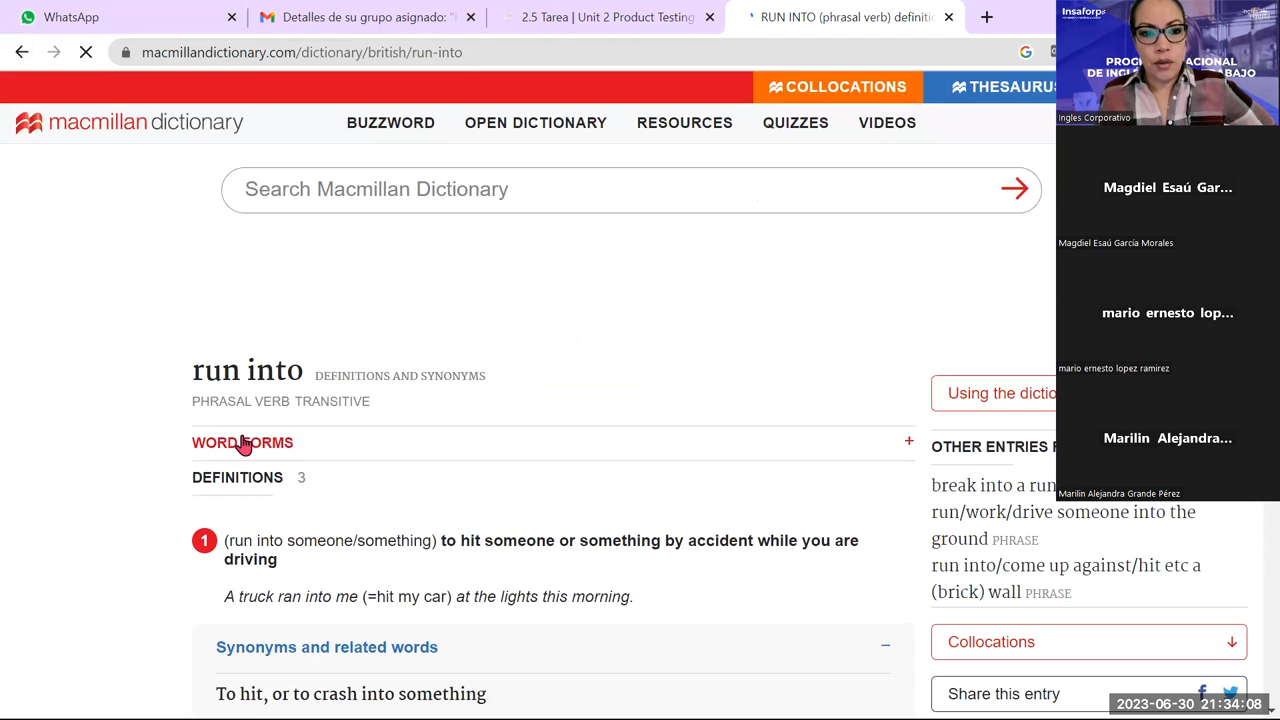 WhatsApp
Detalles de su grupo asignado: "
2.5 Tarea | Unit 2 Product Testing
RUN INTO (phrasal verb) definiti
macmillandictionary.com/dictionary/british/run-into
COLLOCATIONS
THESAURUS
macmillan dictionary
BUZZWORD
OPEN DICTIONARY
RESOURCES
QUIZZES
VIDEOS
Search Macmillan Dictionary
run into DEFINITIONS AND SYNONYMS
PHRASAL VERB TRANSITIVE
WORD FORMS +
DEFINITIONS 3
1 (run into someone/something) to hit someone or something by accident while you are
driving
A truck ran into me (=hit my car) at the lights this morning.
Synonyms and related words −
To hit, or to crash into something
Using the dictio
OTHER ENTRIES F
break into a run
run/work/drive someone into the
ground PHRASE
run into/come up against/hit etc a
(brick) wall PHRASE
Collocations
Share this entry
Insaforp
Ingles Corporativo
Magdiel Esaú Gar...
Magdiel Esaú García Morales
mario ernesto lop...
mario ernesto lopez ramirez
Marilin Alejandra...
Marilin Alejandra Grande Pérez
2023-06-30 21:34:08